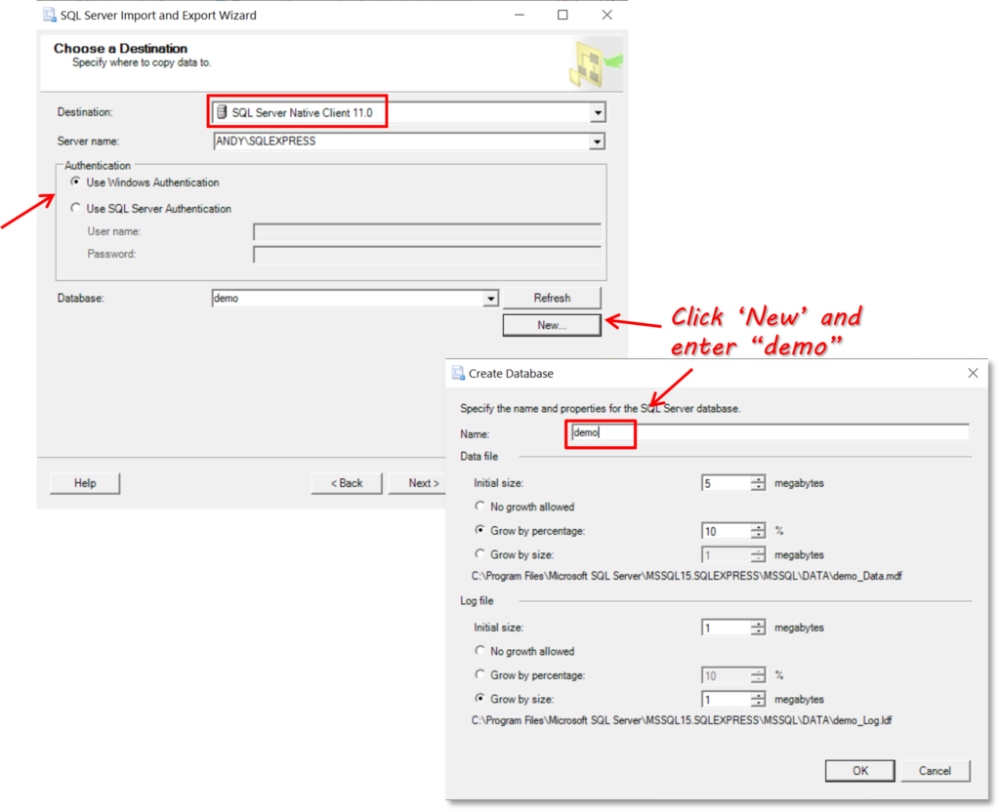 SQL Server Import and Export Wizard
Choose a Destination
Specify where to copy data to.
Destination:
SQL Server Native Client 11.0
Server name:
ANDY\SQLEXPRESS
Authentication
Use Windows Authentication
Use SQL Server Authentication
User name:
Password:
Database:
demo
Refresh
New...
Click ‘New’ and
enter “demo”
Help
< Back
Next >
Create Database
Specify the name and properties for the SQL Server database.
Name:
demo
Data file
Initial size:
5
megabytes
No growth allowed
Grow by percentage:
10
%
Grow by size:
1
megabytes
C:\Program Files\Microsoft SQL Server\MSSQL15.SQLEXPRESS\MSSQL\DATA\demo_Data.mdf
Log file
Initial size:
1
megabytes
No growth allowed
Grow by percentage:
10
%
Grow by size:
1
megabytes
C:\Program Files\Microsoft SQL Server\MSSQL15.SQLEXPRESS\MSSQL\DATA\demo_Log.ldf
OK
Cancel